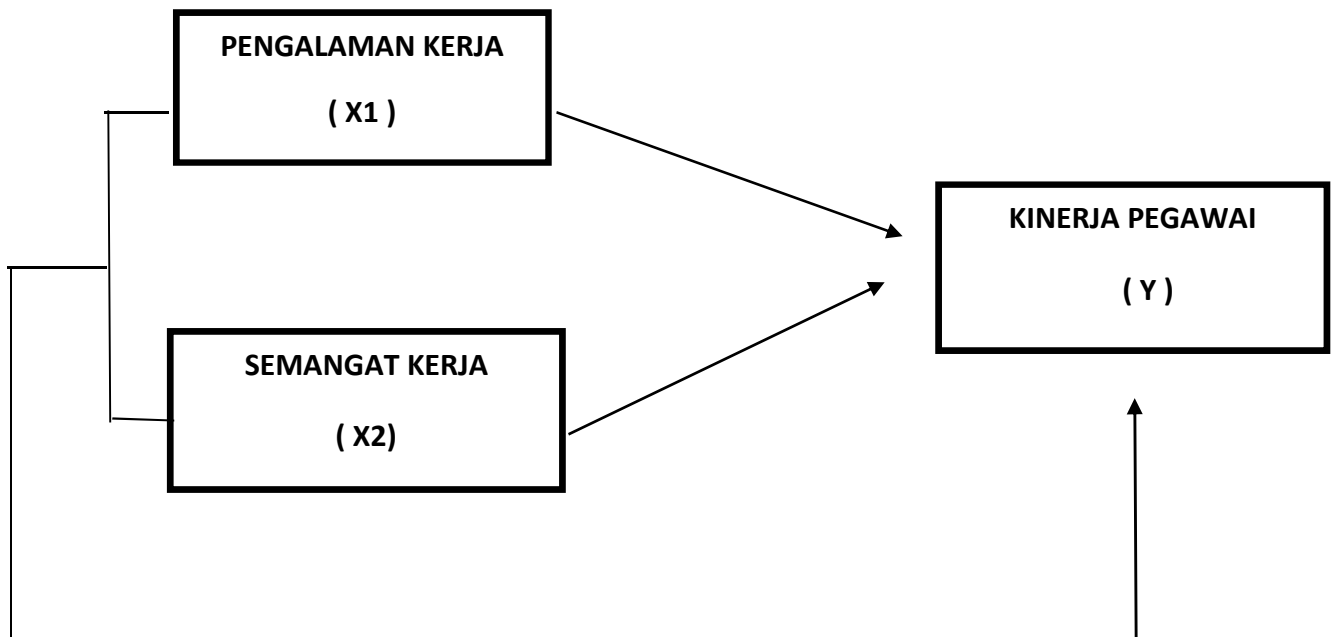 PENGALAMAN KERJA
( X1 )
KINERJA PEGAWAI
( Y )
SEMANGAT KERJA
( X2)